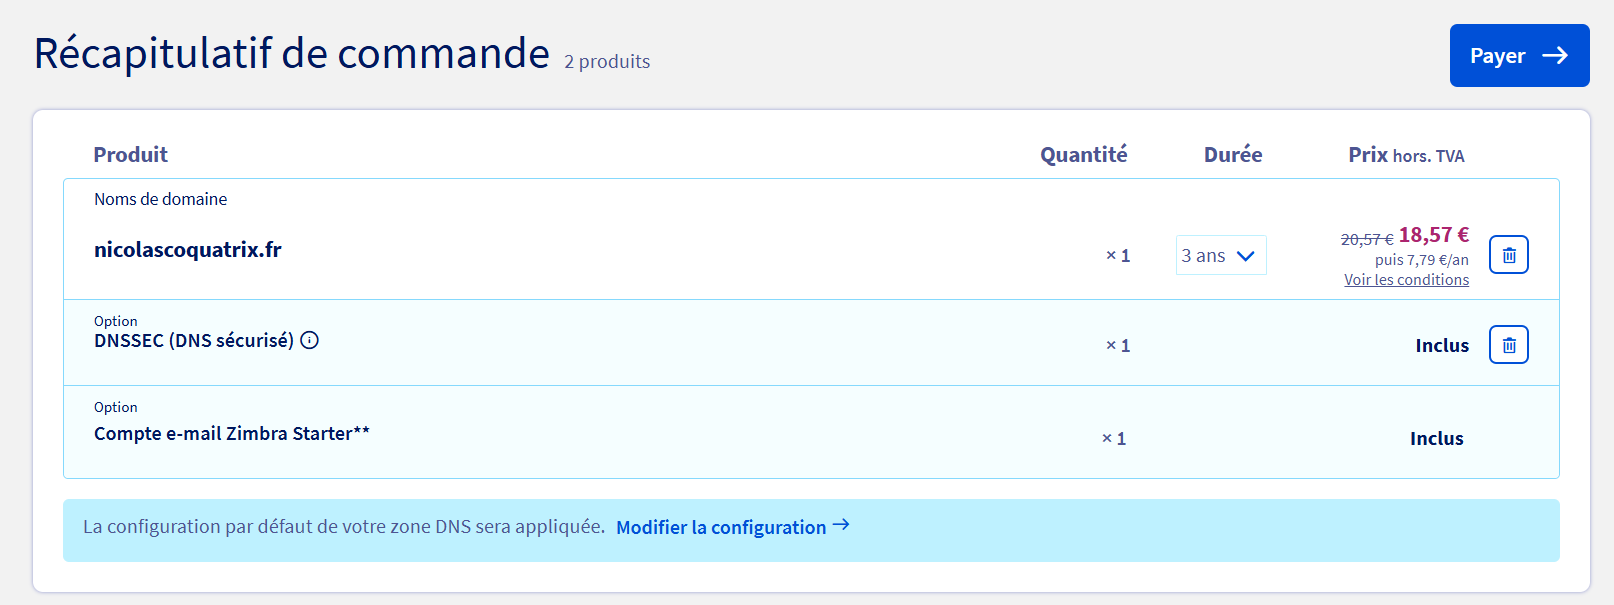 Récapitulatif de commande 2 produits
Payer →
Produit Quantité Durée Prix hors. TVA
Noms de domaine
nicolascoquatrix.fr × 1 3 ans 20,57 € 18,57 €
puis 7,79 €/an
Voir les conditions
Option
DNSSEC (DNS sécurisé) × 1 Inclus
Option
Compte e-mail Zimbra Starter** × 1 Inclus
La configuration par défaut de votre zone DNS sera appliquée. Modifier la configuration →